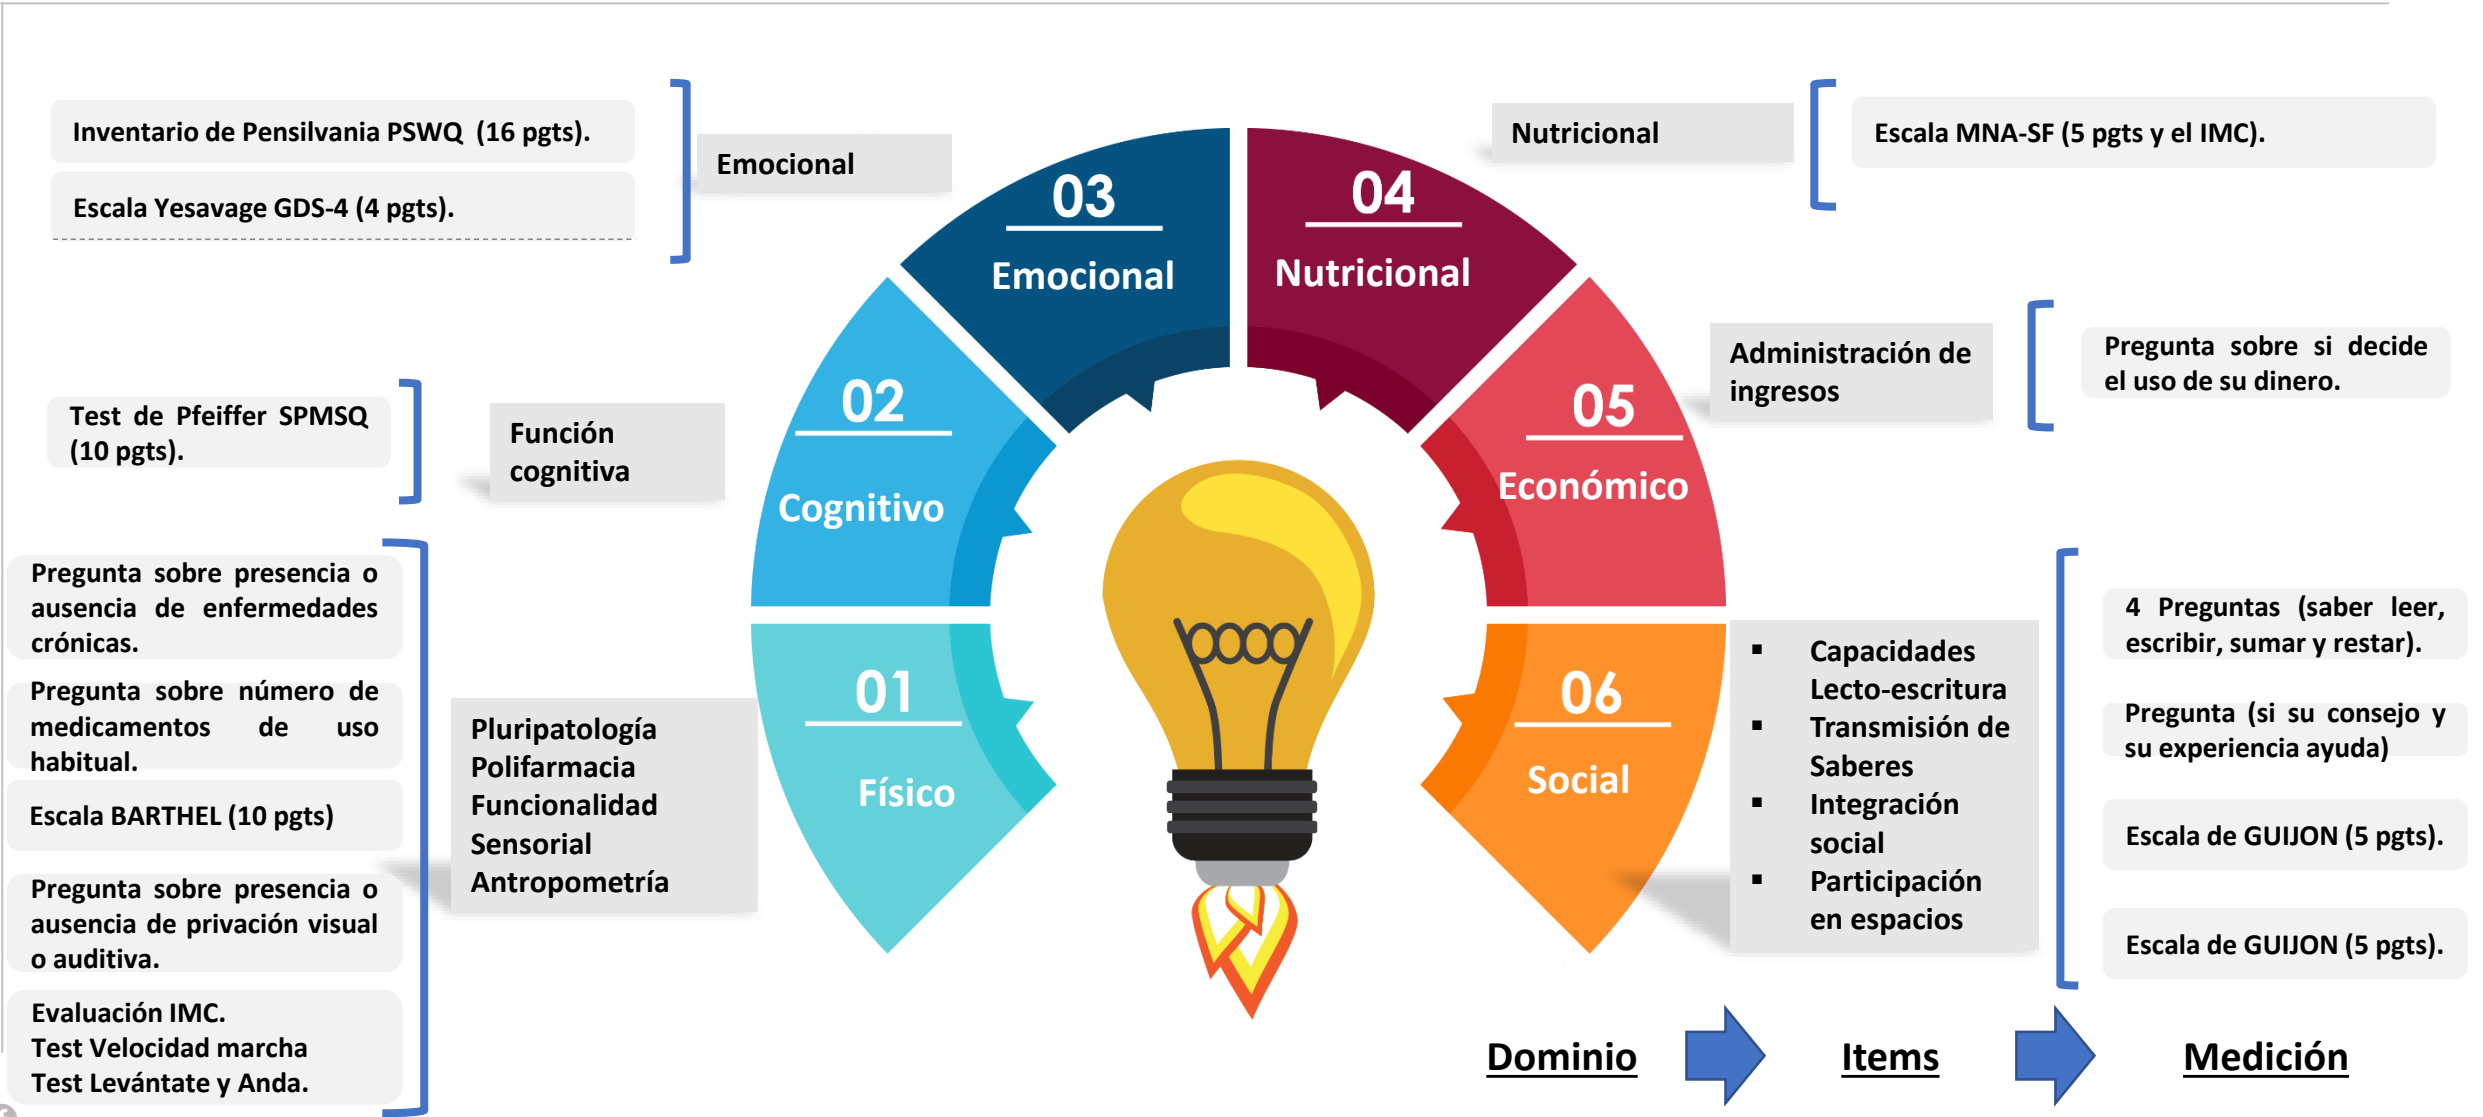 Inventario de Pensilvania PSWQ (16 pgts).
Escala Yesavage GDS-4 (4 pgts).
Emocional
03
Emocional
04
Nutricional
Nutricional
Escala MNA-SF (5 pgts y el IMC).
Test de Pfeiffer SPMSQ
(10 pgts).
Función
cognitiva
02
Cognitivo
05
Económico
Administración de
ingresos
Pregunta sobre si decide
el uso de su dinero.
Pregunta sobre presencia o
ausencia de enfermedades
crónicas.
Pregunta sobre número de
medicamentos de uso
habitual.
Escala BARTHEL (10 pgts)
Pregunta sobre presencia o
ausencia de privación visual
o auditiva.
Evaluación IMC.
Test Velocidad marcha
Test Levántate y Anda.
Pluripatología
Polifarmacia
Funcionalidad
Sensorial
Antropometría
01
Físico
06
Social
▪ Capacidades
Lecto-escritura
▪ Transmisión de
Saberes
▪ Integración
social
▪ Participación
en espacios
4 Preguntas (saber leer,
escribir, sumar y restar).
Pregunta (si su consejo y
su experiencia ayuda)
Escala de GUIJON (5 pgts).
Escala de GUIJON (5 pgts).
Dominio
Items
Medición